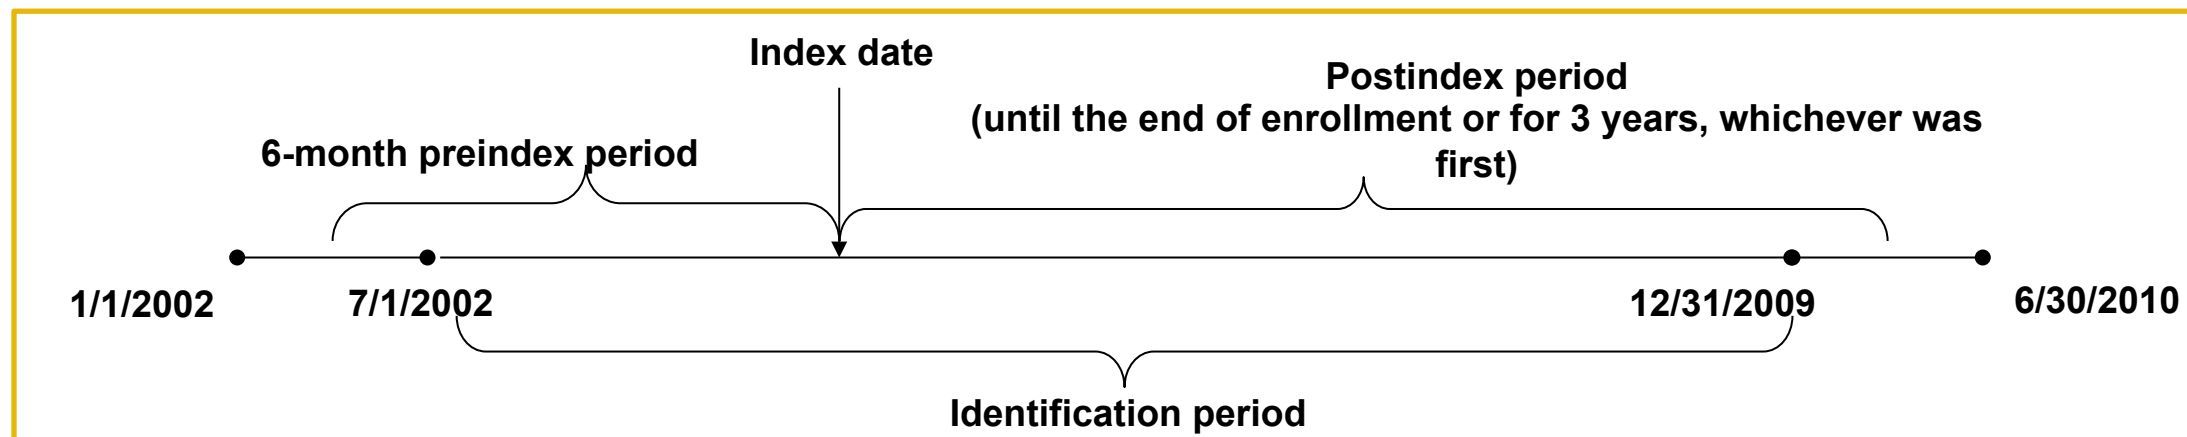 Index date
Postindex period
(until the end of enrollment or for 3 years, whichever was
first)
6-month preindex period
1/1/2002
7/1/2002
12/31/2009
6/30/2010
Identification period